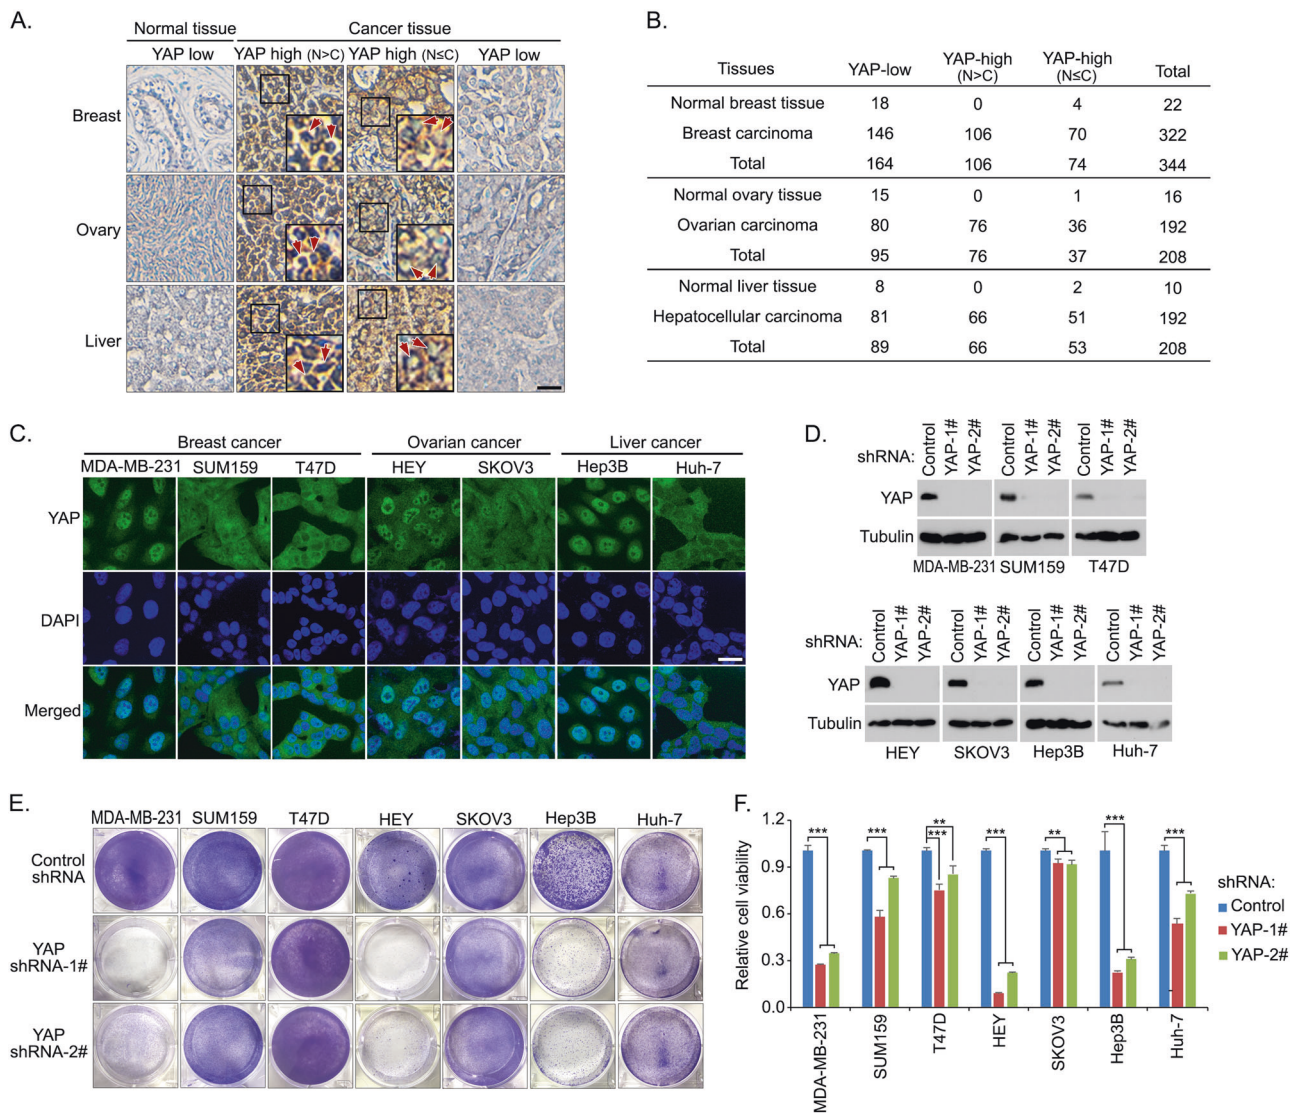 A.
Normal tissue Cancer tissue
YAP low YAP high (N>C) YAP high (N≤C) YAP low
Breast
Ovary
Liver
B.
Tissues YAP-low YAP-high (N>C) YAP-high (N≤C) Total
Normal breast tissue 18 0 4 22
Breast carcinoma 146 106 70 322
Total 164 106 74 344
Normal ovary tissue 15 0 1 16
Ovarian carcinoma 80 76 36 192
Total 95 76 37 208
Normal liver tissue 8 0 2 10
Hepatocellular carcinoma 81 66 51 192
Total 89 66 53 208
C.
Breast cancer Ovarian cancer Liver cancer
MDA-MB-231 SUM159 T47D HEY SKOV3 Hep3B Huh-7
YAP
DAPI
Merged
D.
shRNA: Control YAP-1# YAP-2# Control YAP-1# YAP-2# Control YAP-1# YAP-2#
YAP
Tubulin
MDA-MB-231 SUM159 T47D
shRNA: Control YAP-1# YAP-2# Control YAP-1# YAP-2# Control YAP-1# YAP-2# Control YAP-1# YAP-2#
YAP
Tubulin
HEY SKOV3 Hep3B Huh-7
E.
MDA-MB-231 SUM159 T47D HEY SKOV3 Hep3B Huh-7
Control
shRNA
YAP
shRNA-1#
YAP
shRNA-2#
F.
Relative cell viability
1.2
0.9
0.6
0.3
0.0
*** *** ** *** *** ** *** ***
MDA-MB-231 SUM159 T47D HEY SKOV3 Hep3B Huh-7
shRNA:
Control
YAP-1#
YAP-2#